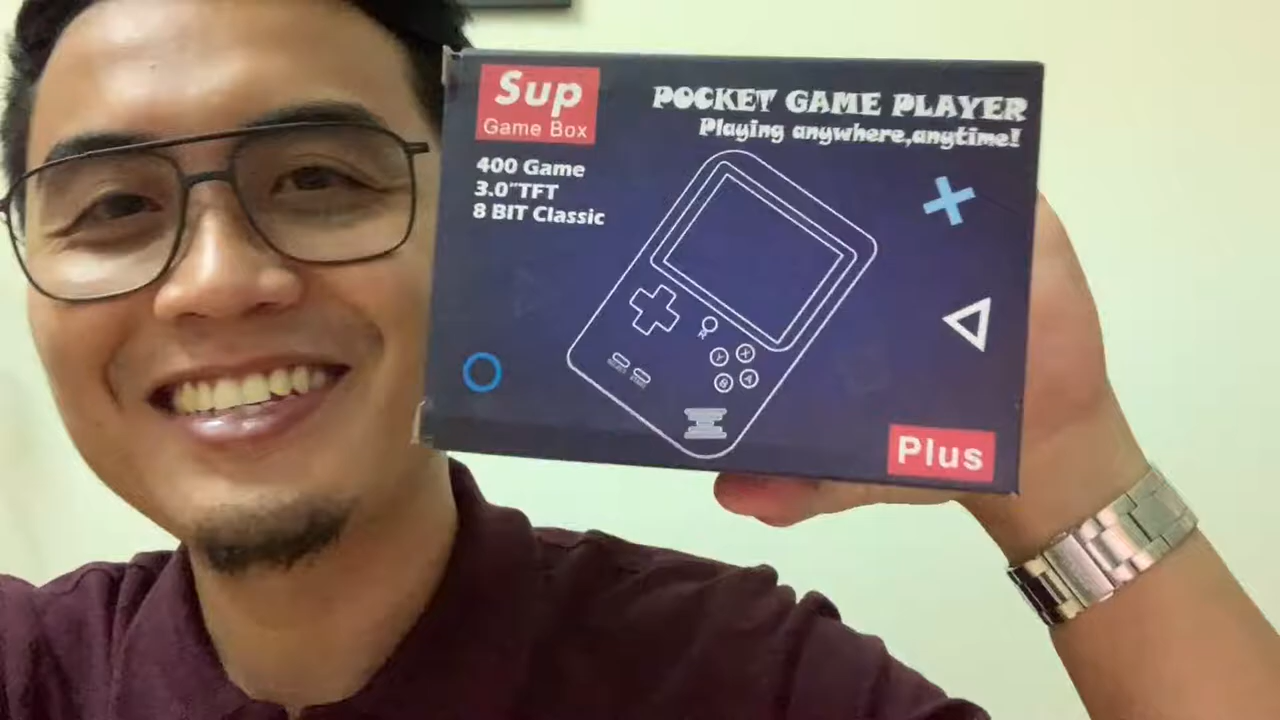 Sup
Game Box
POCKET GAME PLAYER
Playing anywhere,anytime!
400 Game
3.0"TFT
8 BIT Classic
R
Y
X
B
A
Plus